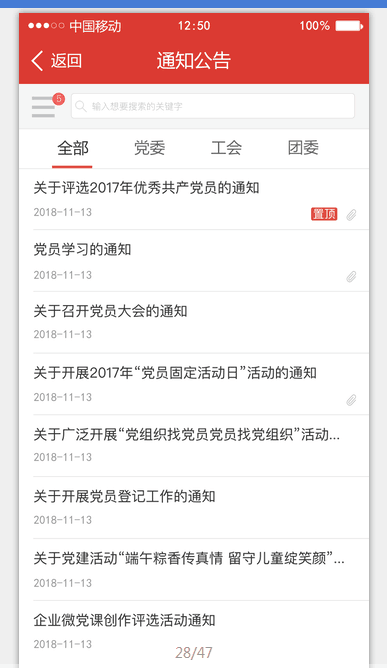 中国移动 12:50 100%
返回 通知公告
5 输入想要搜索的关键字
全部 党委 工会 团委
关于评选2017年优秀共产党员的通知
2018-11-13 置顶
党员学习的通知
2018-11-13
关于召开党员大会的通知
2018-11-13
关于开展2017年“党员固定活动日”活动的通知
2018-11-13
关于广泛开展“党组织找党员党员找党组织”活动...
2018-11-13
关于开展党员登记工作的通知
2018-11-13
关于党建活动“端午粽香传真情 留守儿童绽笑颜”...
2018-11-13
企业微党课创作评选活动通知
2018-11-13
28/47